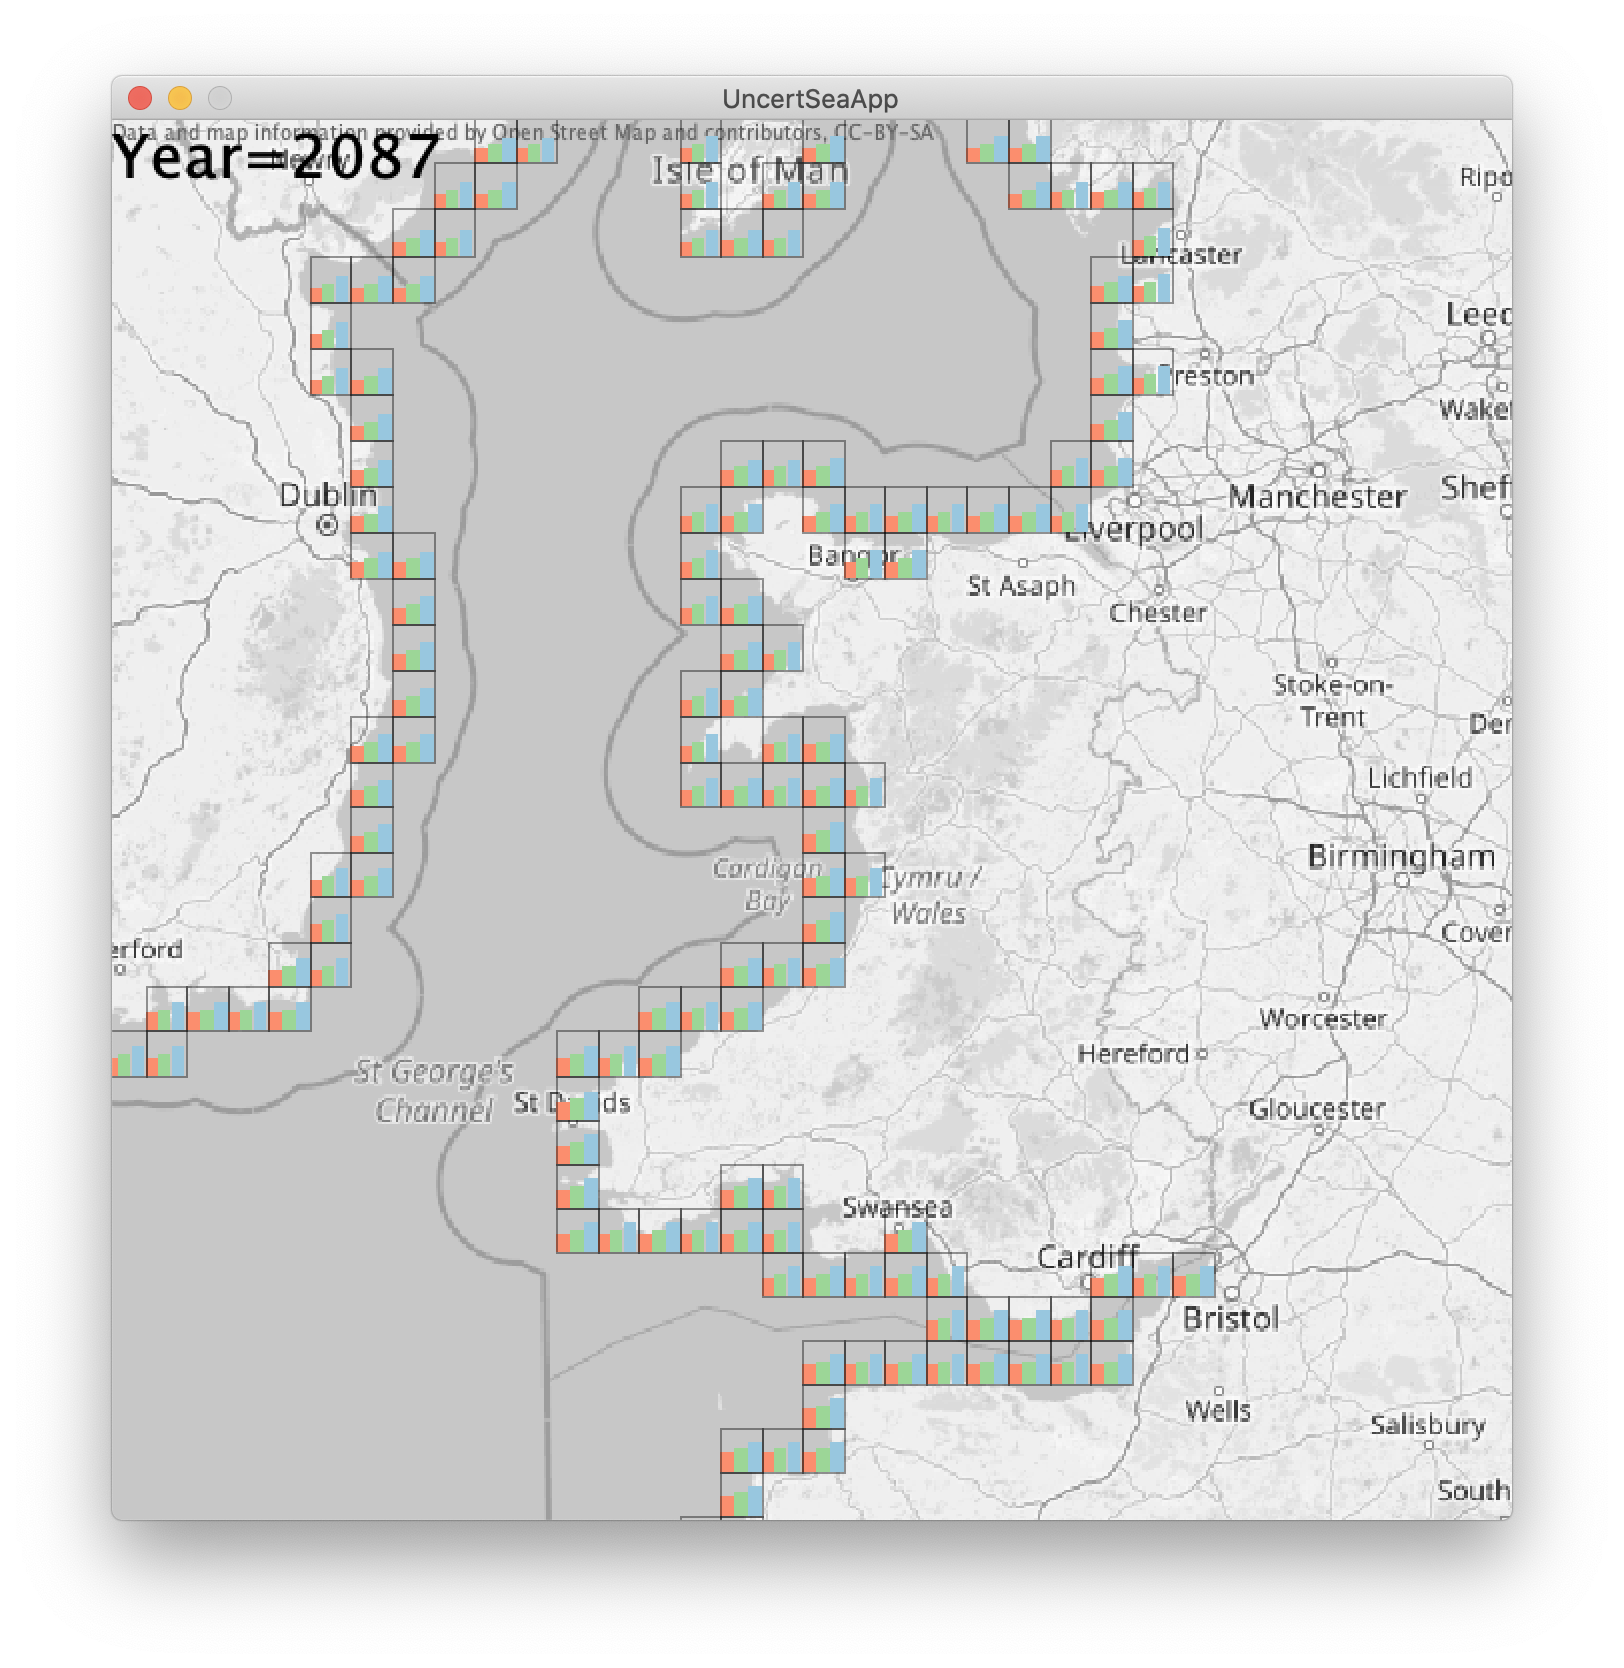 UncertSeaApp
Data and map information provided by Open Street Map and contributors, CC-BY-SA
Year=2087
Newry
Isle of Man
Ripo
Lancaster
Leed
Preston
Wakef
Dublin
Manchester
Shef
Liverpool
Bangor
St Asaph
Chester
Stoke-on-
Trent
Der
Lichfield
Birmingham
Cardigan
Bay
Cymru /
Wales
Cover
erford
Worcester
Hereford
St George's
Channel
St Davids
Gloucester
Swansea
Cardiff
Bristol
Wells
Salisbury
South